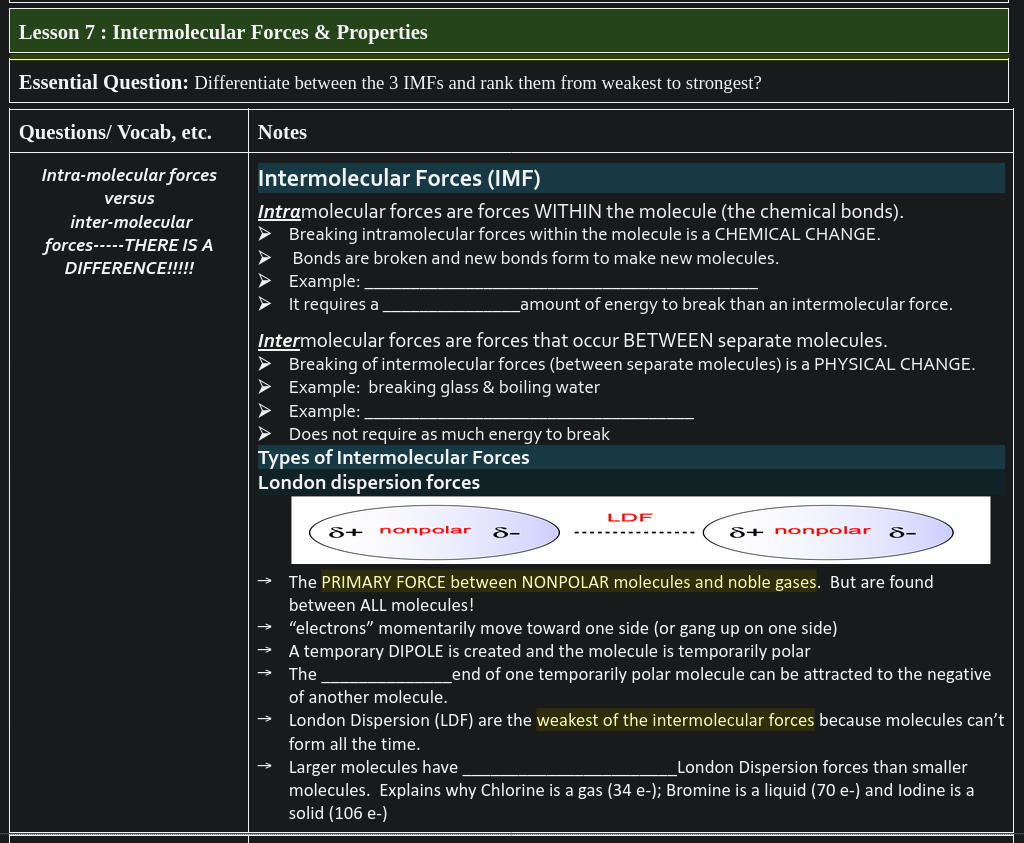 Lesson 7 : Intermolecular Forces & Properties
Essential Question: Differentiate between the 3 IMFs and rank them from weakest to strongest?
Questions/ Vocab, etc.
Notes
Intra-molecular forces
versus
inter-molecular
forces-----THERE IS A
DIFFERENCE!!!!!
Intermolecular Forces (IMF)
Intramolecular forces are forces WITHIN the molecule (the chemical bonds).
➢ Breaking intramolecular forces within the molecule is a CHEMICAL CHANGE.
➢ Bonds are broken and new bonds form to make new molecules.
➢ Example: ___________________________________________
➢ It requires a _______________amount of energy to break than an intermolecular force.
Intermolecular forces are forces that occur BETWEEN separate molecules.
➢ Breaking of intermolecular forces (between separate molecules) is a PHYSICAL CHANGE.
➢ Example:  breaking glass & boiling water
➢ Example: ____________________________________
➢ Does not require as much energy to break
Types of Intermolecular Forces
London dispersion forces
δ+ nonpolar δ– LDF δ+ nonpolar δ–
→ The PRIMARY FORCE between NONPOLAR molecules and noble gases.  But are found
between ALL molecules!
→ “electrons” momentarily move toward one side (or gang up on one side)
→ A temporary DIPOLE is created and the molecule is temporarily polar
→ The ______________end of one temporarily polar molecule can be attracted to the negative
of another molecule.
→ London Dispersion (LDF) are the weakest of the intermolecular forces because molecules can’t
form all the time.
→ Larger molecules have _______________________London Dispersion forces than smaller
molecules.  Explains why Chlorine is a gas (34 e-); Bromine is a liquid (70 e-) and Iodine is a
solid (106 e-)